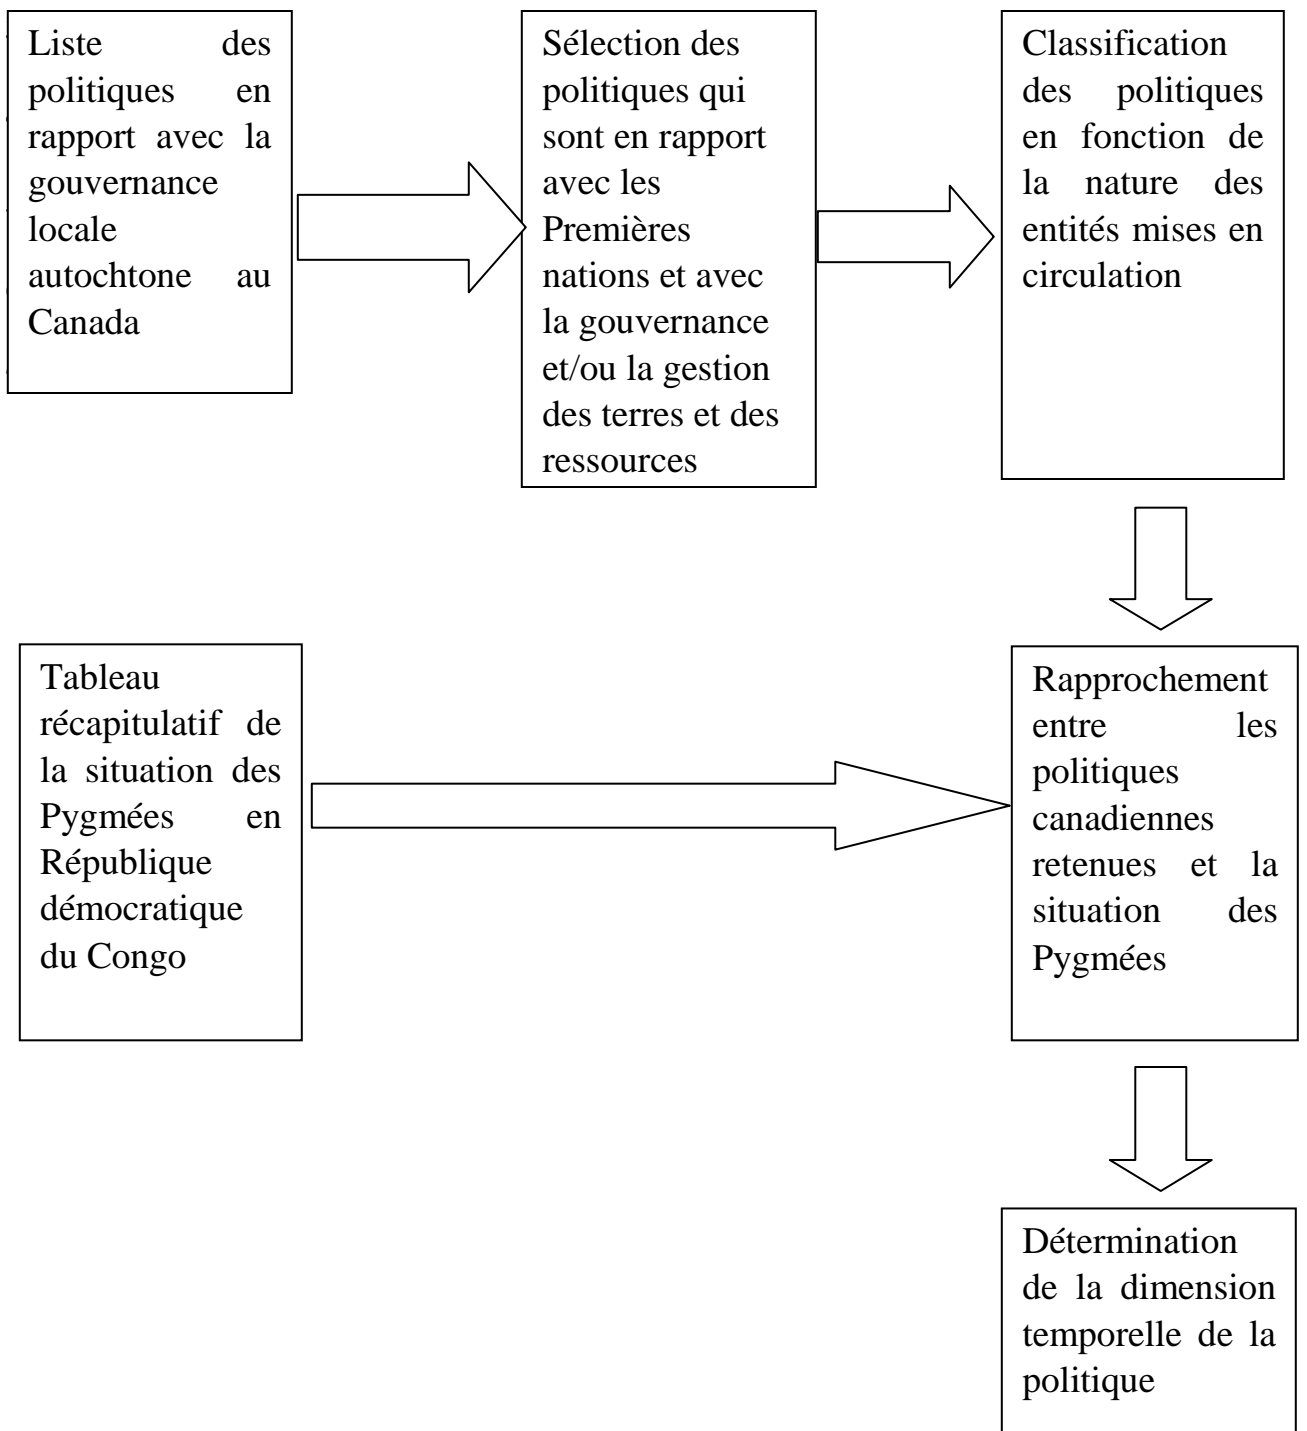 Liste des
politiques en
rapport avec la
gouvernance
locale
autochtone au
Canada
Sélection des
politiques qui
sont en rapport
avec les
Premières
nations et avec
la gouvernance
et/ou la gestion
des terres et des
ressources
Classification
des politiques
en fonction de
la nature des
entités mises en
circulation
Tableau
récapitulatif de
la situation des
Pygmées en
République
démocratique
du Congo
Rapprochement
entre les
politiques
canadiennes
retenues et la
situation des
Pygmées
Détermination
de la dimension
temporelle de la
politique